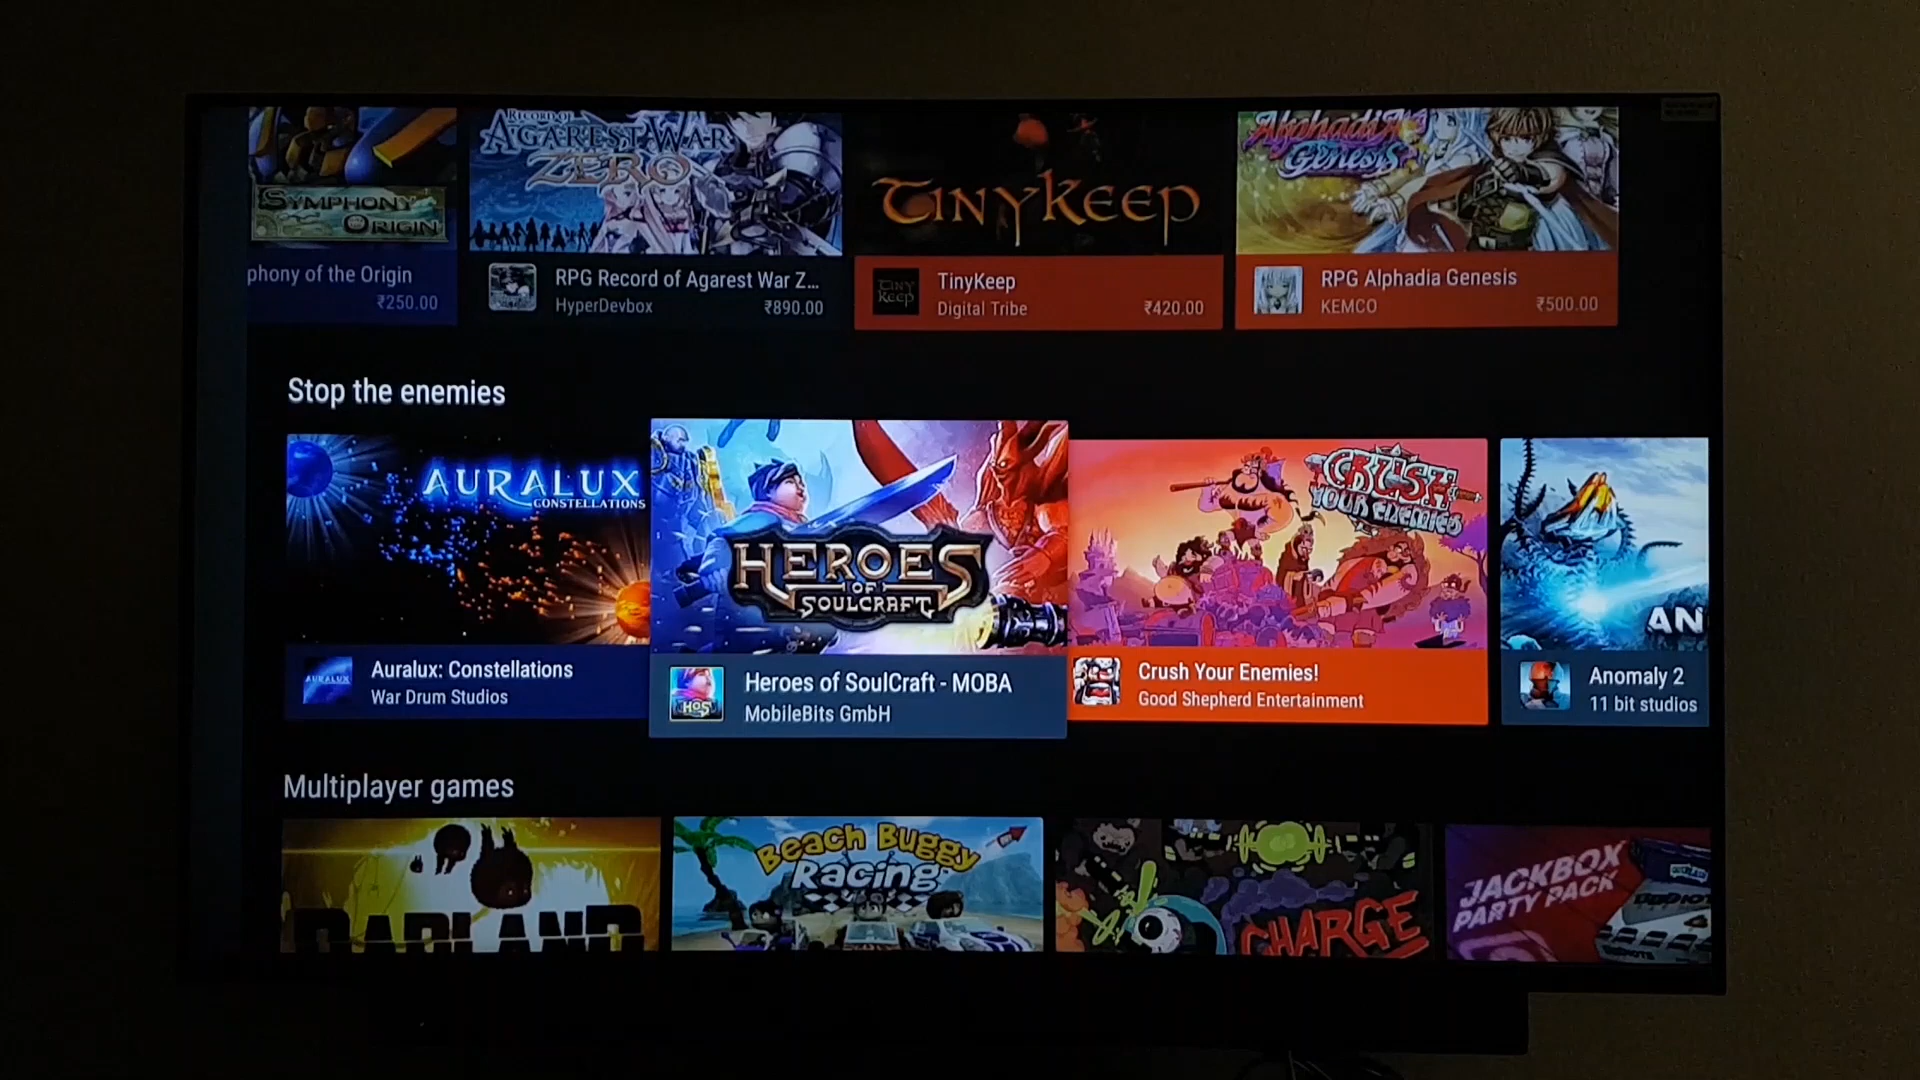 SYMPHONY
ORIGIN
phony of the Origin
₹250.00
RECORD OF
AGAREST WAR
ZERO
RPG Record of Agarest War Z...
HyperDevbox
₹890.00
TINYKEEP
TINY
KEEP
TinyKeep
Digital Tribe
₹420.00
Alphadia
Genesis
RPG Alphadia Genesis
KEMCO
₹500.00
Stop the enemies
AURALUX
CONSTELLATIONS
AURALUX
Auralux: Constellations
War Drum Studios
HEROES
OF
SOULCRAFT
HOS
Heroes of SoulCraft - MOBA
MobileBits GmbH
CRUSH
YOUR ENEMIES
Crush Your Enemies!
Good Shepherd Entertainment
AN
Anomaly 2
11 bit studios
Multiplayer games
BADLAND
Beach Buggy
Racing
CHARGE
JACKBOX
PARTY PACK